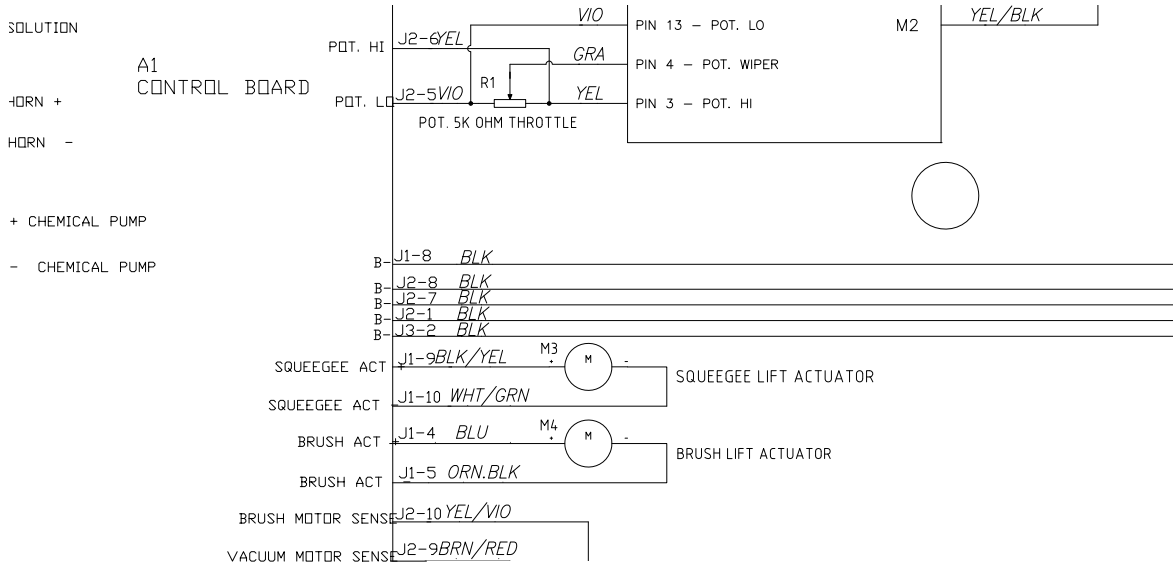 VIO
YEL/BLK
SOLUTION
PIN 13 - POT. LO
M2
POT. HI
J2-6
YEL
GRA
PIN 4 - POT. WIPER
A1
CONTROL BOARD
R1
HORN +
POT. LO
J2-5
VIO
YEL
PIN 3 - POT. HI
POT. 5K OHM THROTTLE
HORN -
+ CHEMICAL PUMP
- CHEMICAL PUMP
B- J1-8 BLK
B- J2-8 BLK
B- J2-7 BLK
B- J2-1 BLK
B- J3-2 BLK
M3
M
SQUEEGEE ACT + J1-9 BLK/YEL + -
SQUEEGEE LIFT ACTUATOR
SQUEEGEE ACT - J1-10 WHT/GRN
M4
M
BRUSH ACT + J1-4 BLU + -
BRUSH LIFT ACTUATOR
BRUSH ACT - J1-5 ORN.BLK
BRUSH MOTOR SENSE J2-10 YEL/VIO
VACUUM MOTOR SENSE J2-9 BRN/RED